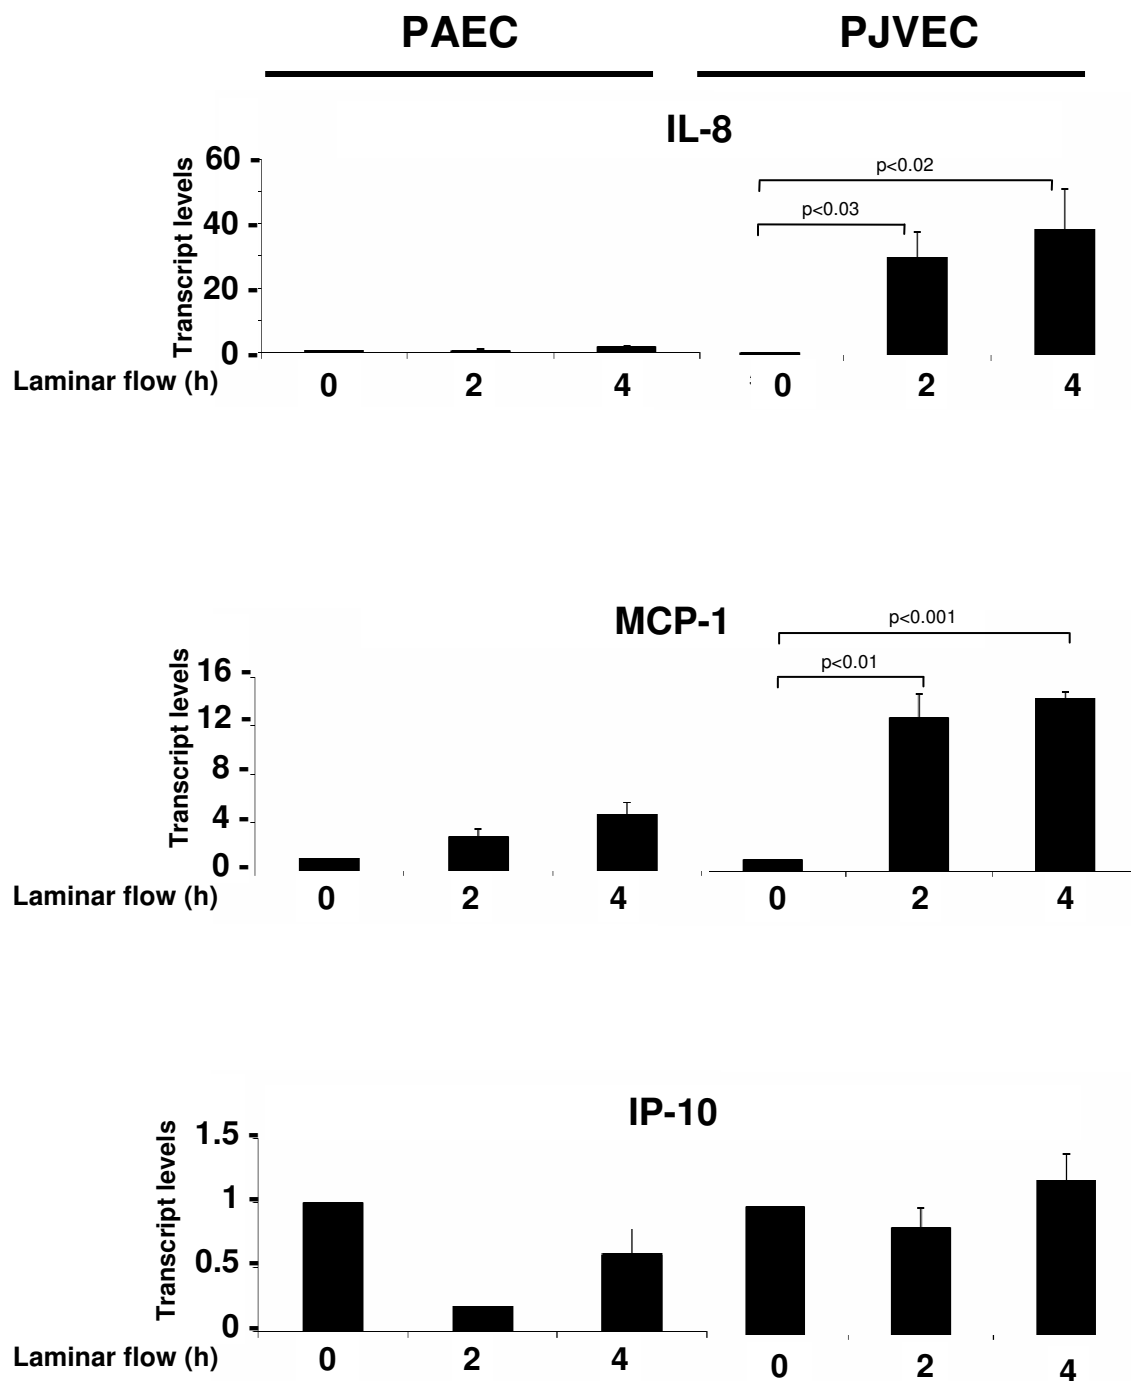 PAEC PJVEC
IL-8
Transcript levels
60 -
40 -
20 -
0 -
p<0.02
p<0.03
Laminar flow (h) 0 2 4 0 2 4
MCP-1
Transcript levels
16 -
12 -
8 -
4 -
0 -
p<0.001
p<0.01
Laminar flow (h) 0 2 4 0 2 4
IP-10
Transcript levels
1.5 -
1 -
0.5 -
0 -
Laminar flow (h) 0 2 4 0 2 4